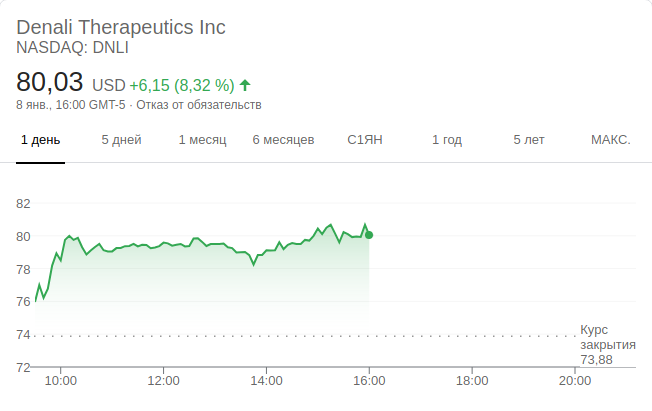 Denali Therapeutics Inc
NASDAQ: DNLI
80,03 USD +6,15 (8,32 %)
8 янв., 16:00 GMT-5 · Отказ от обязательств
1 день 5 дней 1 месяц 6 месяцев С1ЯН 1 год 5 лет МАКС.
82
80
78
76
74
Курс
закрытия
73,88
72
10:00 12:00 14:00 16:00 18:00 20:00